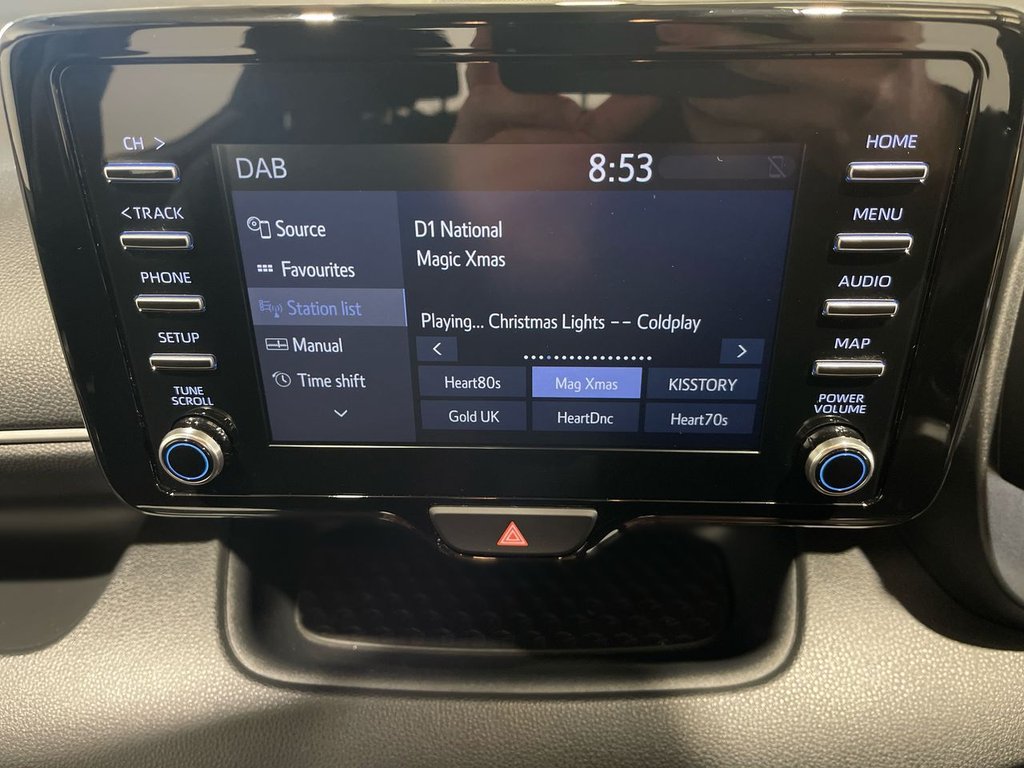 CH >
<TRACK
PHONE
SETUP
TUNE
SCROLL
DAB
8:53
Source
Favourites
Station list
Manual
Time shift
D1 National
Magic Xmas
Playing... Christmas Lights -- Coldplay
< >
Heart80s Mag Xmas KISSTORY
Gold UK HeartDnc Heart70s
HOME
MENU
AUDIO
MAP
POWER
VOLUME